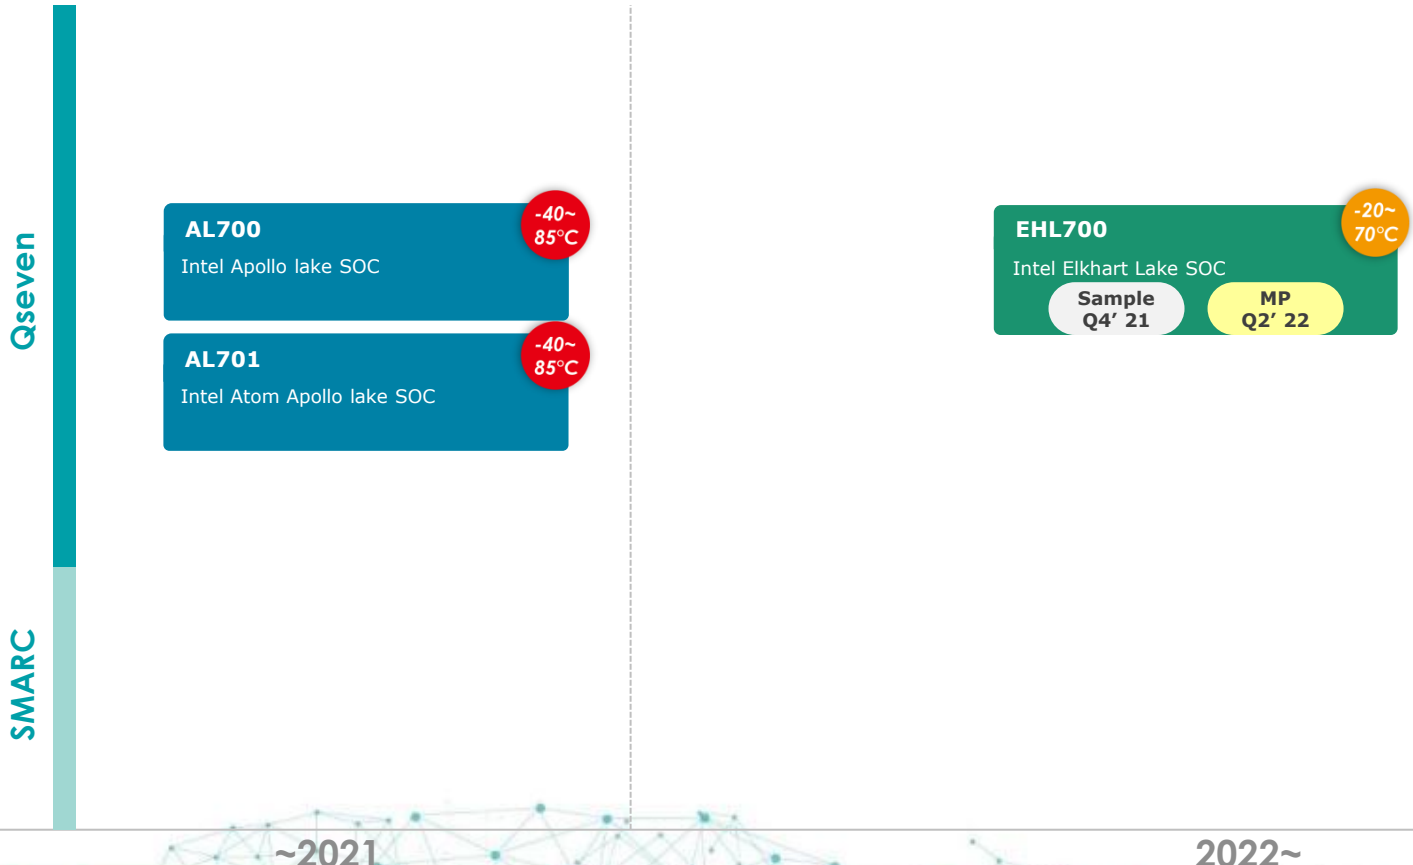 Qseven
AL700
Intel Apollo lake SOC
-40~
85°C
AL701
Intel Atom Apollo lake SOC
-40~
85°C
EHL700
Intel Elkhart Lake SOC
-20~
70°C
Sample
Q4’ 21
MP
Q2’ 22
SMARC
~2021
2022~